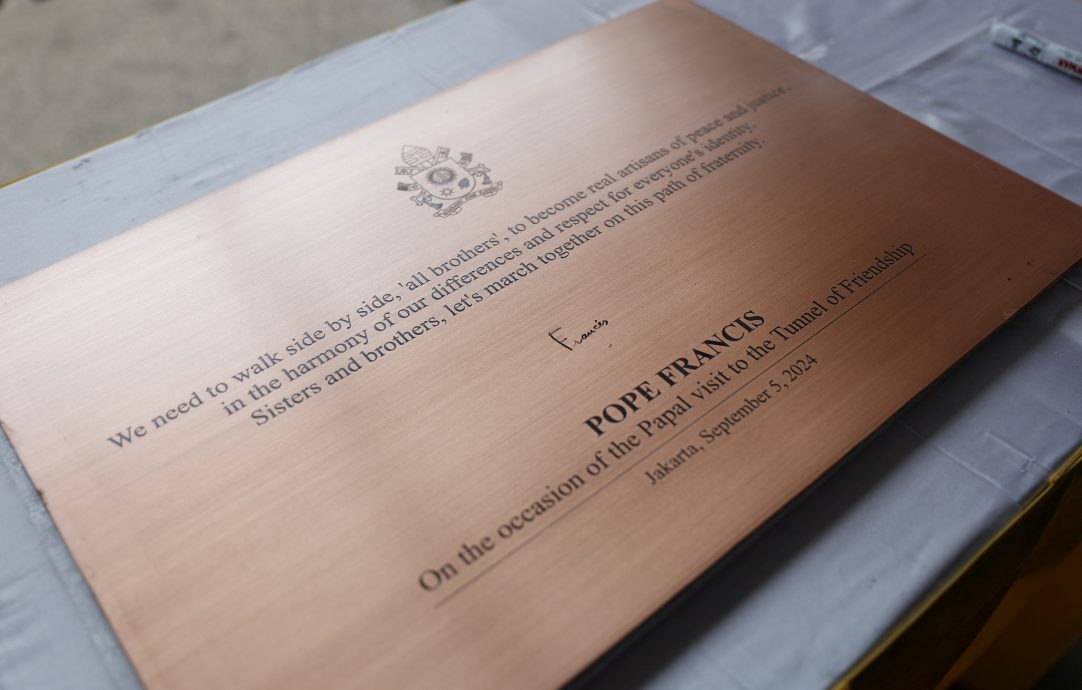 We need to walk side by side, 'all brothers', to become real artisans of peace and justice,
in the harmony of our differences and respect for everyone's identity.
Sisters and brothers, let's march together on this path of fraternity.
Francis
POPE FRANCIS
On the occasion of the Papal visit to the Tunnel of Friendship
Jakarta, September 5, 2024